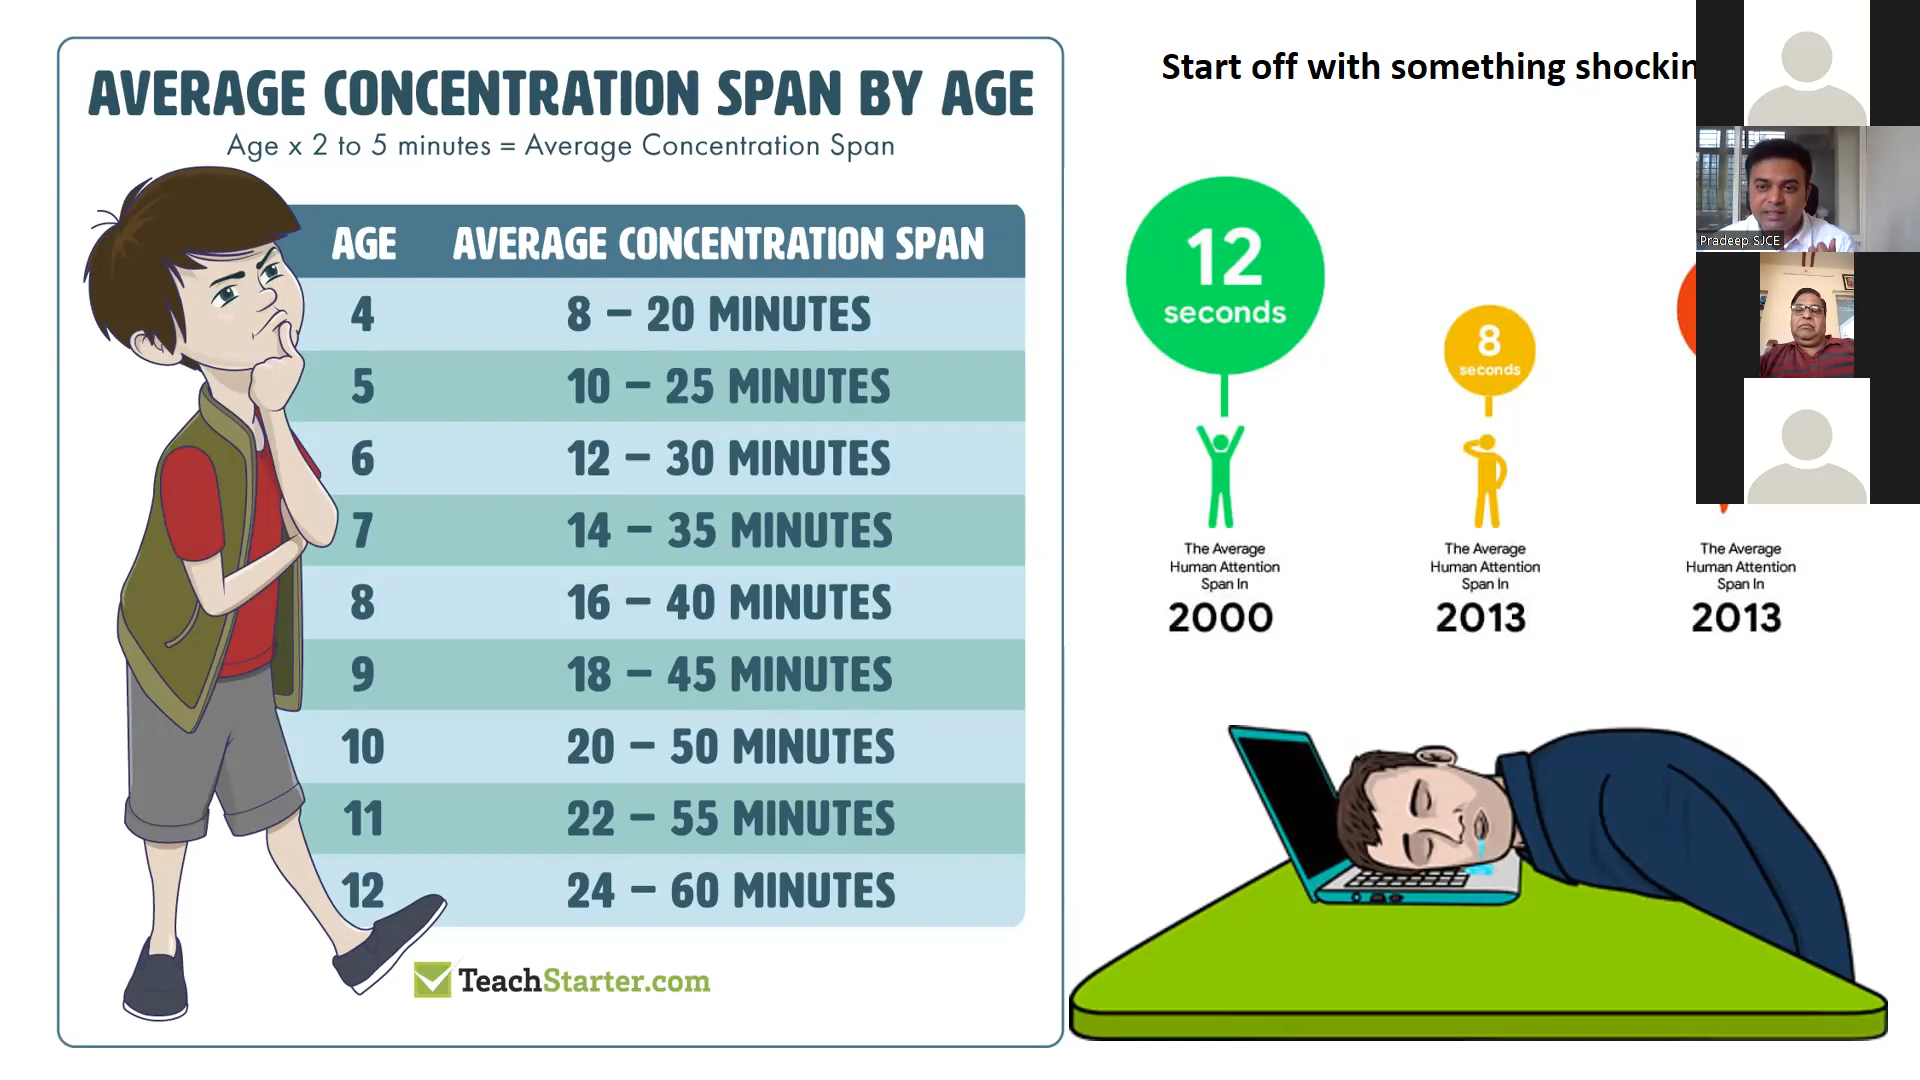 AVERAGE CONCENTRATION SPAN BY AGE
Age x 2 to 5 minutes = Average Concentration Span
AGE AVERAGE CONCENTRATION SPAN
4 8 – 20 MINUTES
5 10 – 25 MINUTES
6 12 – 30 MINUTES
7 14 – 35 MINUTES
8 16 – 40 MINUTES
9 18 – 45 MINUTES
10 20 – 50 MINUTES
11 22 – 55 MINUTES
12 24 – 60 MINUTES
TeachStarter.com
Start off with something shockin
12
seconds
8
seconds
The Average
Human Attention
Span In
2000
The Average
Human Attention
Span In
2013
The Average
Human Attention
Span In
2013
Pradeep SJCE